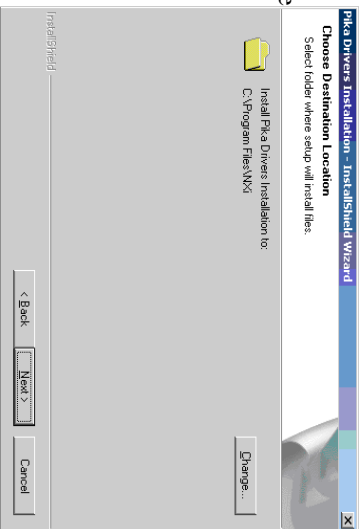 Pika Drivers Installation - InstallShield Wizard
Choose Destination Location
Select folder where setup will install files.
Install Pika Drivers Installation to:
C:\Program Files\NXi
Change...
InstallShield
< Back
Next >
Cancel